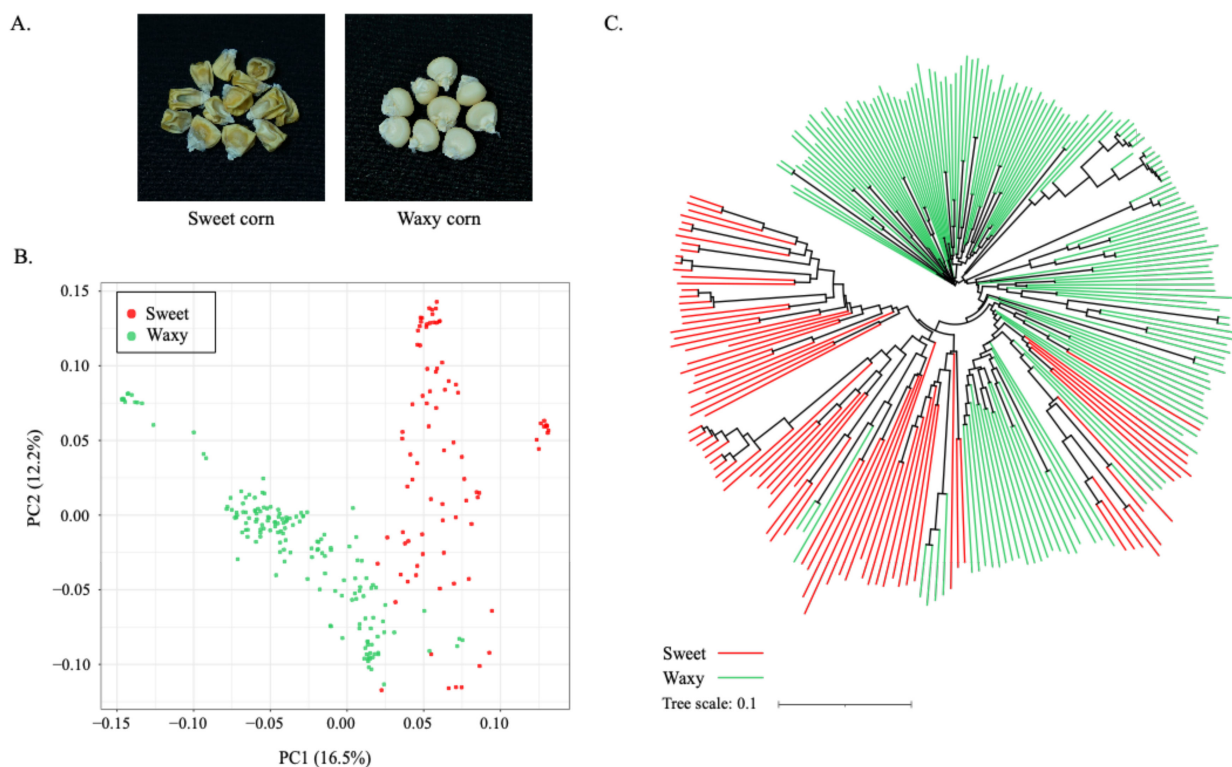 A.
Sweet corn
Waxy corn
B.
Sweet
Waxy
0.15
0.10
0.05
0.00
−0.05
−0.10
−0.15
−0.10
−0.05
0.00
0.05
0.10
PC2 (12.2%)
PC1 (16.5%)
C.
Sweet
Waxy
Tree scale: 0.1